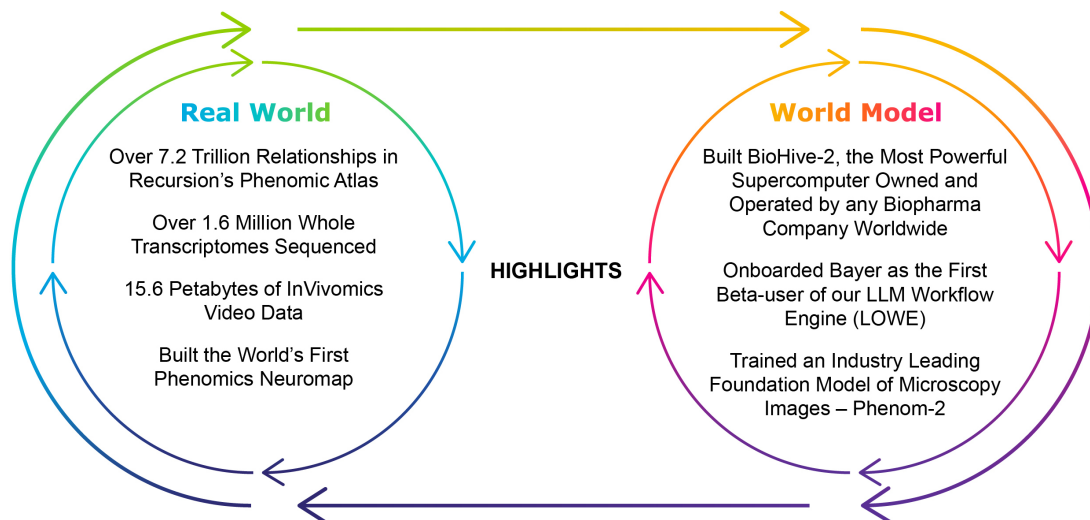 Real World
Over 7.2 Trillion Relationships in
Recursion’s Phenomic Atlas
Over 1.6 Million Whole
Transcriptomes Sequenced
15.6 Petabytes of InVivomics
Video Data
Built the World’s First
Phenomics Neuromap
HIGHLIGHTS
World Model
Built BioHive-2, the Most Powerful
Supercomputer Owned and
Operated by any Biopharma
Company Worldwide
Onboarded Bayer as the First
Beta-user of our LLM Workflow
Engine (LOWE)
Trained an Industry Leading
Foundation Model of Microscopy
Images – Phenom-2